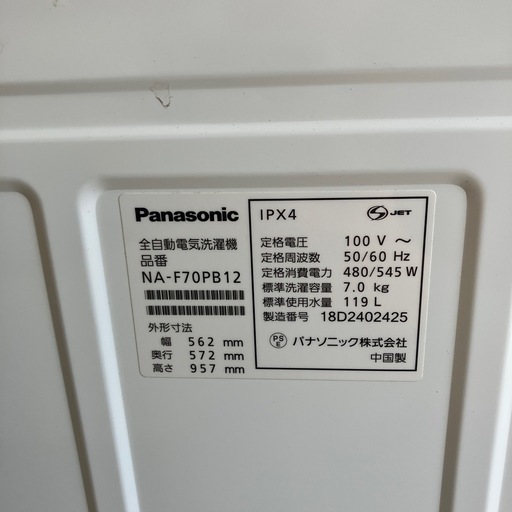 Panasonic
全自動電気洗濯機
品番
NA-F70PB12
外形寸法
幅 562 mm
奥行 572 mm
高さ 957 mm
IPX4
S JET
定格電圧 100 V ～
定格周波数 50/60 Hz
定格消費電力 480/545 W
標準洗濯容量 7.0 kg
標準使用水量 119 L
製造番号 18D2402425
PS E パナソニック株式会社
中国製